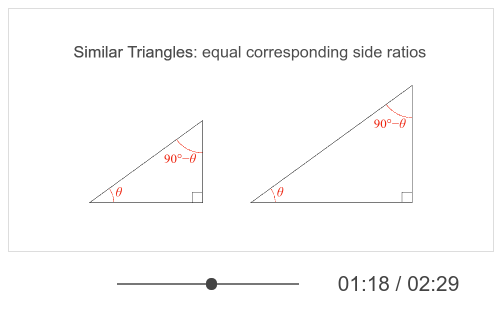 Similar Triangles: equal corresponding side ratios
90°−θ
90°−θ
θ
θ
01:18 / 02:29